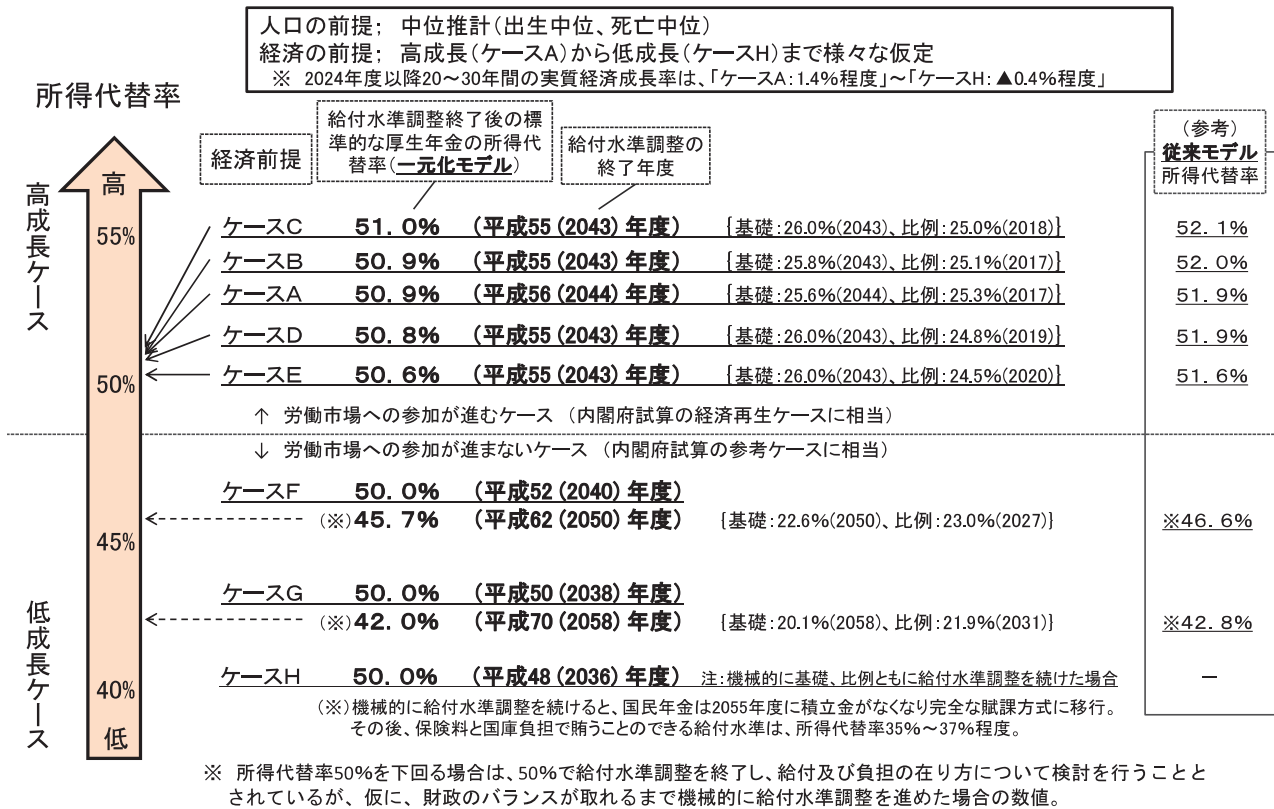 人口の前提； 中位推計（出生中位、死亡中位）
経済の前提； 高成長（ケースA）から低成長（ケースH）まで様々な仮定
※ 2024年度以降20～30年間の実質経済成長率は、「ケースA：1.4％程度」～「ケースH：▲0.4％程度」
所得代替率
経済前提
給付水準調整終了後の標
準的な厚生年金の所得代
替率（一元化モデル）
給付水準調整の
終了年度
（参考）
従来モデル
所得代替率
高成長ケース
高
55%
50%
45%
40%
低
低成長ケース
ケースC 51．0％ （平成55（2043）年度） ｛基礎：26.0％（2043）、比例：25.0％（2018）｝ 52．1％
ケースB 50．9％ （平成55（2043）年度） ｛基礎：25.8％（2043）、比例：25.1％（2017）｝ 52．0％
ケースA 50．9％ （平成56（2044）年度） ｛基礎：25.6％（2044）、比例：25.3％（2017）｝ 51．9％
ケースD 50．8％ （平成55（2043）年度） ｛基礎：26.0％（2043）、比例：24.8％（2019）｝ 51．9％
ケースE 50．6％ （平成55（2043）年度） ｛基礎：26.0％（2043）、比例：24.5％（2020）｝ 51．6％
↑ 労働市場への参加が進むケース （内閣府試算の経済再生ケースに相当）
↓ 労働市場への参加が進まないケース （内閣府試算の参考ケースに相当）
ケースF 50．0％ （平成52（2040）年度）
（※）45．7％ （平成62（2050）年度） ｛基礎：22.6％（2050）、比例：23.0％（2027）｝ ※46．6％
ケースG 50．0％ （平成50（2038）年度）
（※）42．0％ （平成70（2058）年度） ｛基礎：20.1％（2058）、比例：21.9％（2031）｝ ※42．8％
ケースH 50．0％ （平成48（2036）年度） 注：機械的に基礎、比例ともに給付水準調整を続けた場合 －
（※）機械的に給付水準調整を続けると、国民年金は2055年度に積立金がなくなり完全な賦課方式に移行。
その後、保険料と国庫負担で賄うことのできる給付水準は、所得代替率35％～37％程度。
※ 所得代替率50％を下回る場合は、50％で給付水準調整を終了し、給付及び負担の在り方について検討を行うことと
されているが、仮に、財政のバランスが取れるまで機械的に給付水準調整を進めた場合の数値。